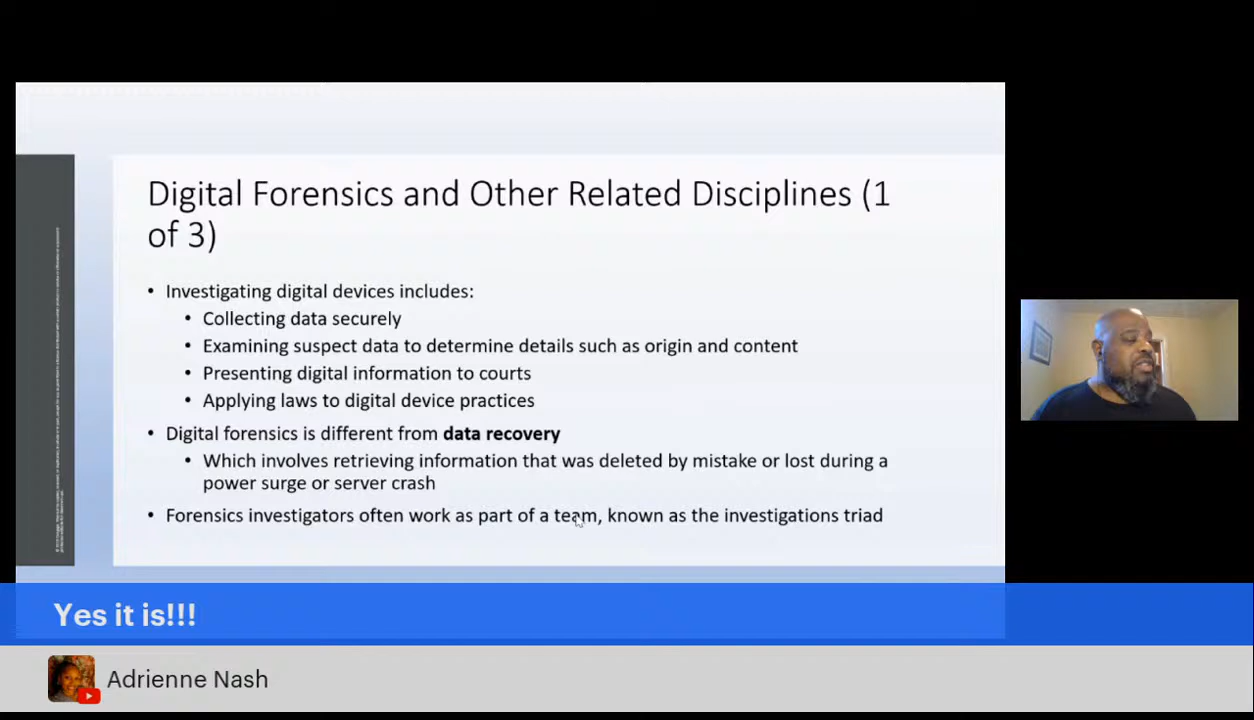 Digital Forensics and Other Related Disciplines (1
of 3)
• Investigating digital devices includes:
• Collecting data securely
• Examining suspect data to determine details such as origin and content
• Presenting digital information to courts
• Applying laws to digital device practices
• Digital forensics is different from data recovery
• Which involves retrieving information that was deleted by mistake or lost during a
power surge or server crash
• Forensics investigators often work as part of a team, known as the investigations triad
Yes it is!!!
Adrienne Nash